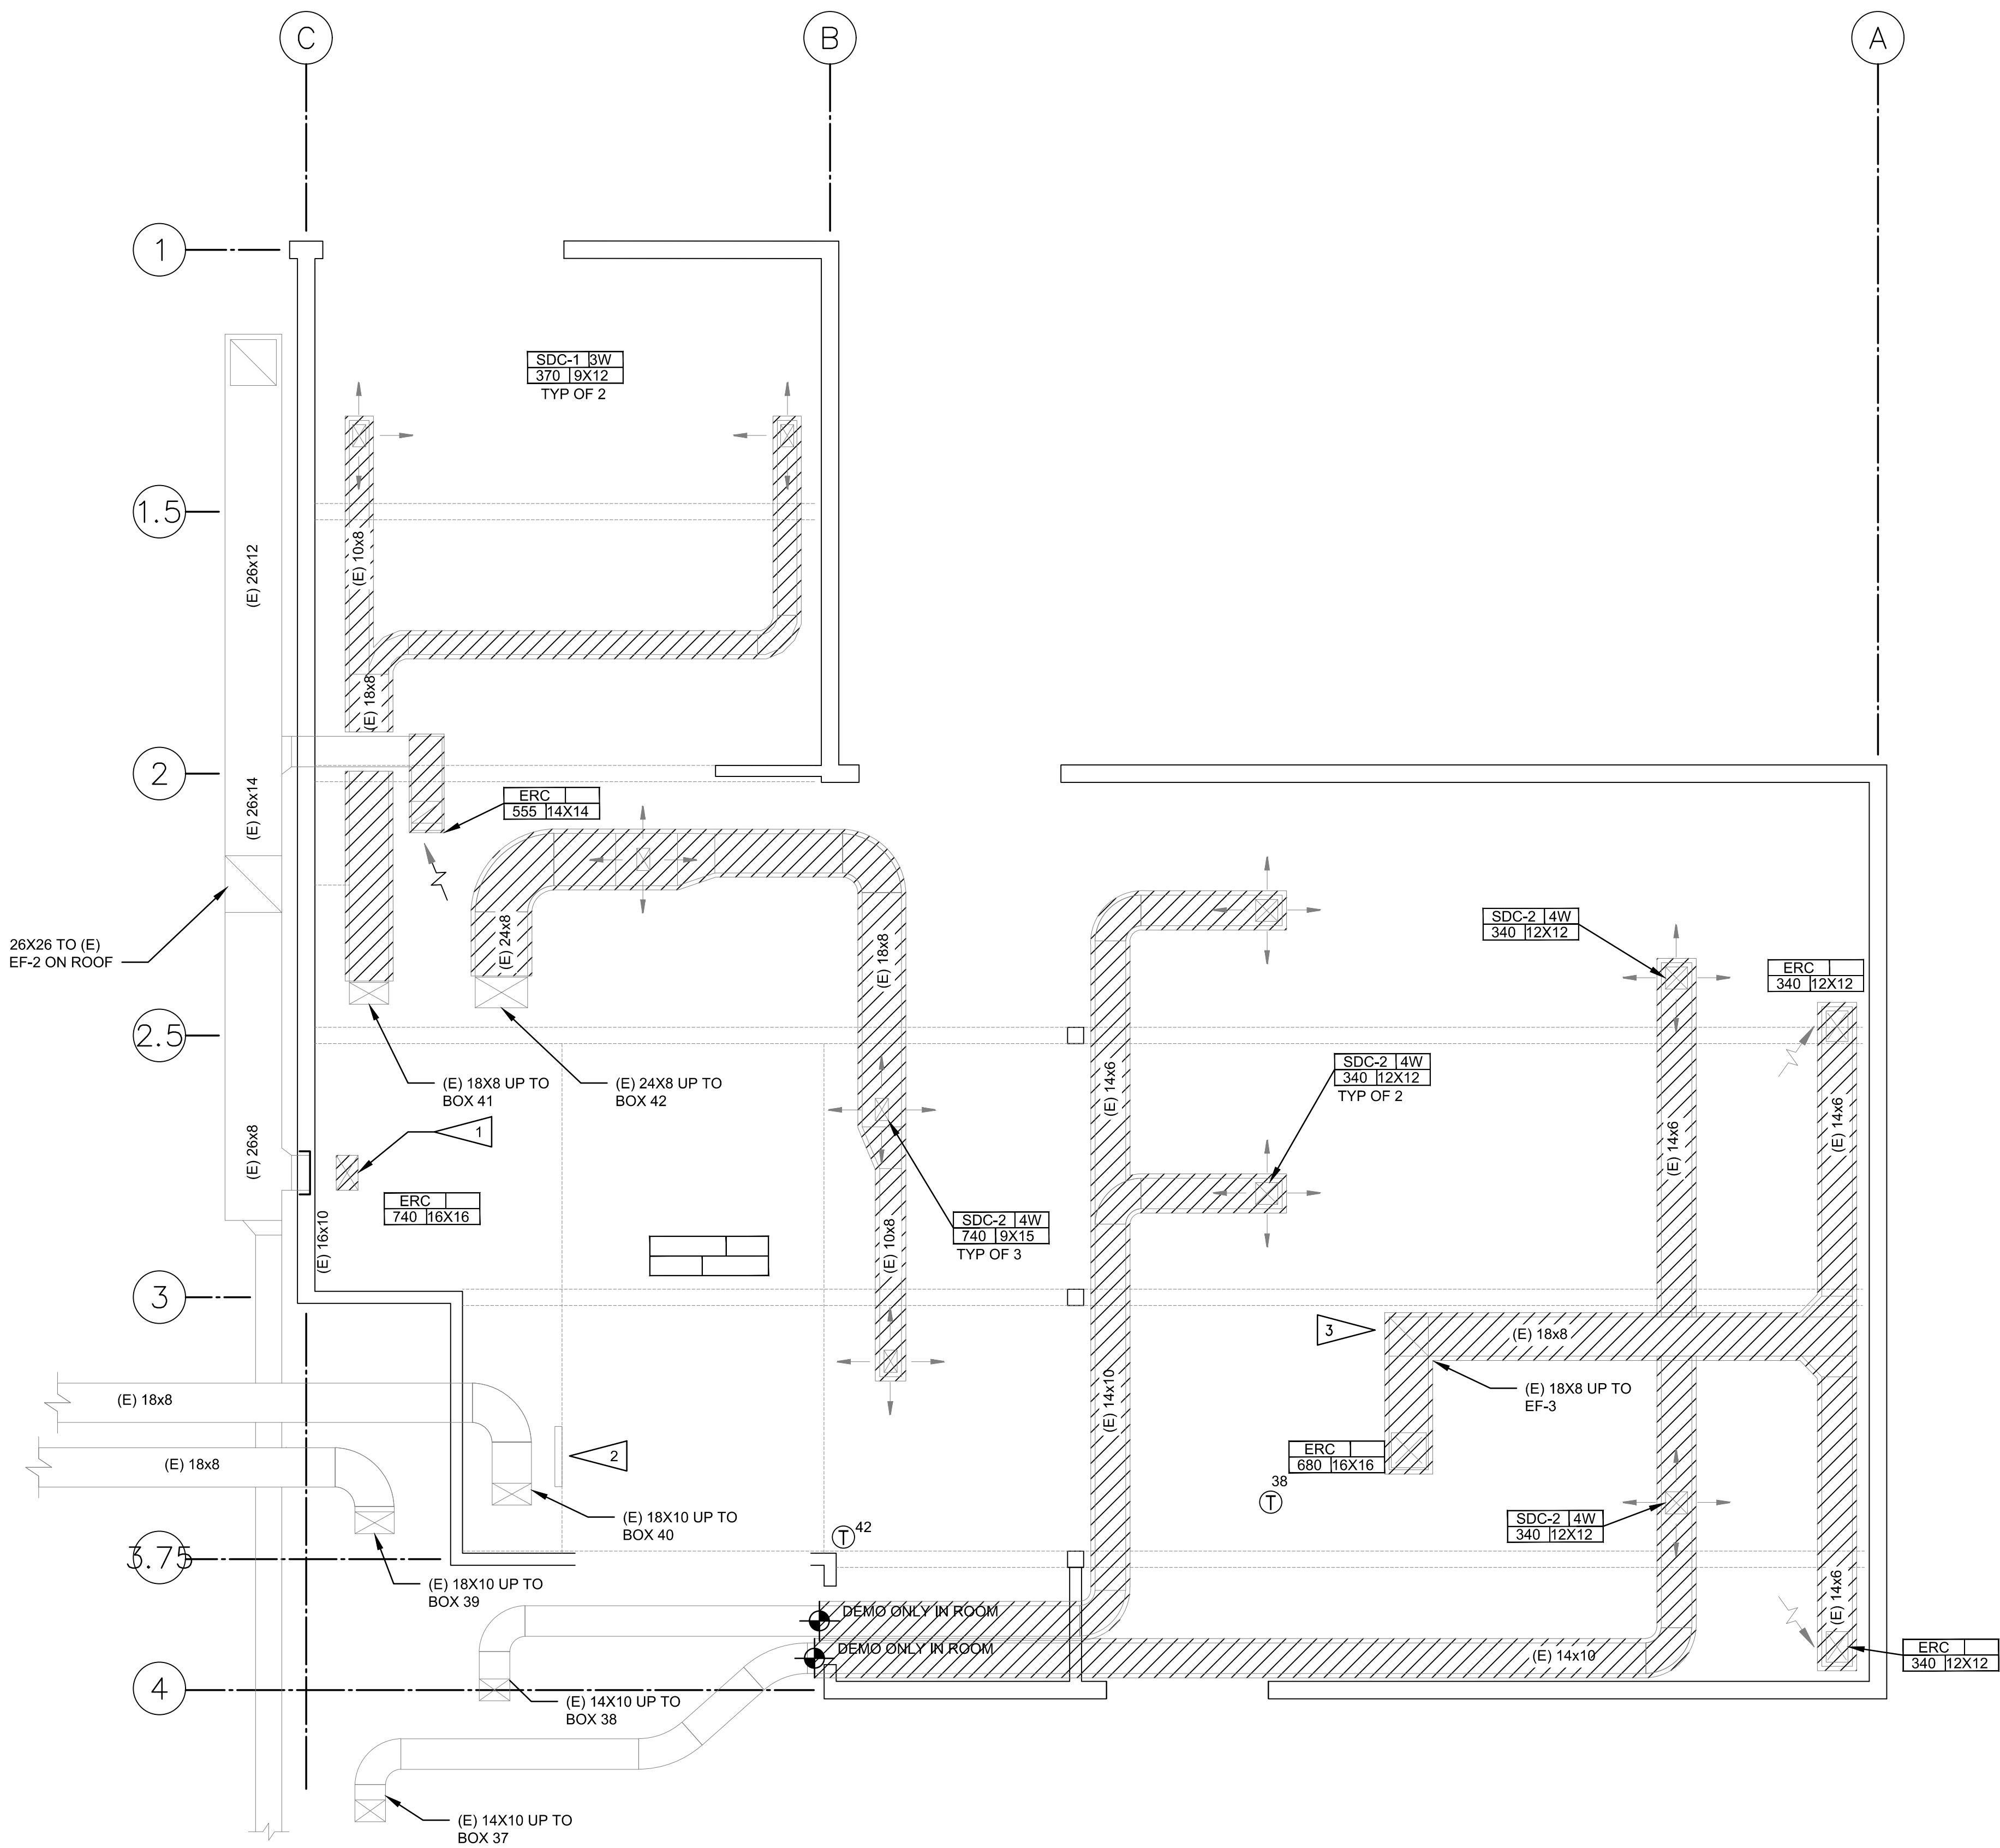 C
B
A
1
SDC-1 3W
370 9X12
TYP OF 2
1.5
(E) 26x12
(E) 10x8
(E) 18x8
2
(E) 26x14
ERC
555 14X14
26X26 TO (E)
EF-2 ON ROOF
(E) 24x8
(E) 18x8
SDC-2 4W
340 12X12
ERC
340 12X12
2.5
(E) 18X8 UP TO
BOX 41
(E) 24X8 UP TO
BOX 42
SDC-2 4W
340 12X12
TYP OF 2
(E) 14x6
(E) 14x6
(E) 14x6
1
(E) 26x8
ERC
740 16X16
(E) 16x10
SDC-2 4W
740 9X15
TYP OF 3
(E) 10x8
3
3
(E) 18x8
(E) 18X8 UP TO
EF-3
(E) 18x8
(E) 14x10
(E) 18x8
2
ERC
680 16X16
38
T
(E) 18X10 UP TO
BOX 40
42
T
SDC-2 4W
340 12X12
3.75
(E) 18X10 UP TO
BOX 39
(E) 14x6
DEMO ONLY IN ROOM
DEMO ONLY IN ROOM
(E) 14x10
ERC
340 12X12
4
(E) 14X10 UP TO
BOX 38
(E) 14X10 UP TO
BOX 37